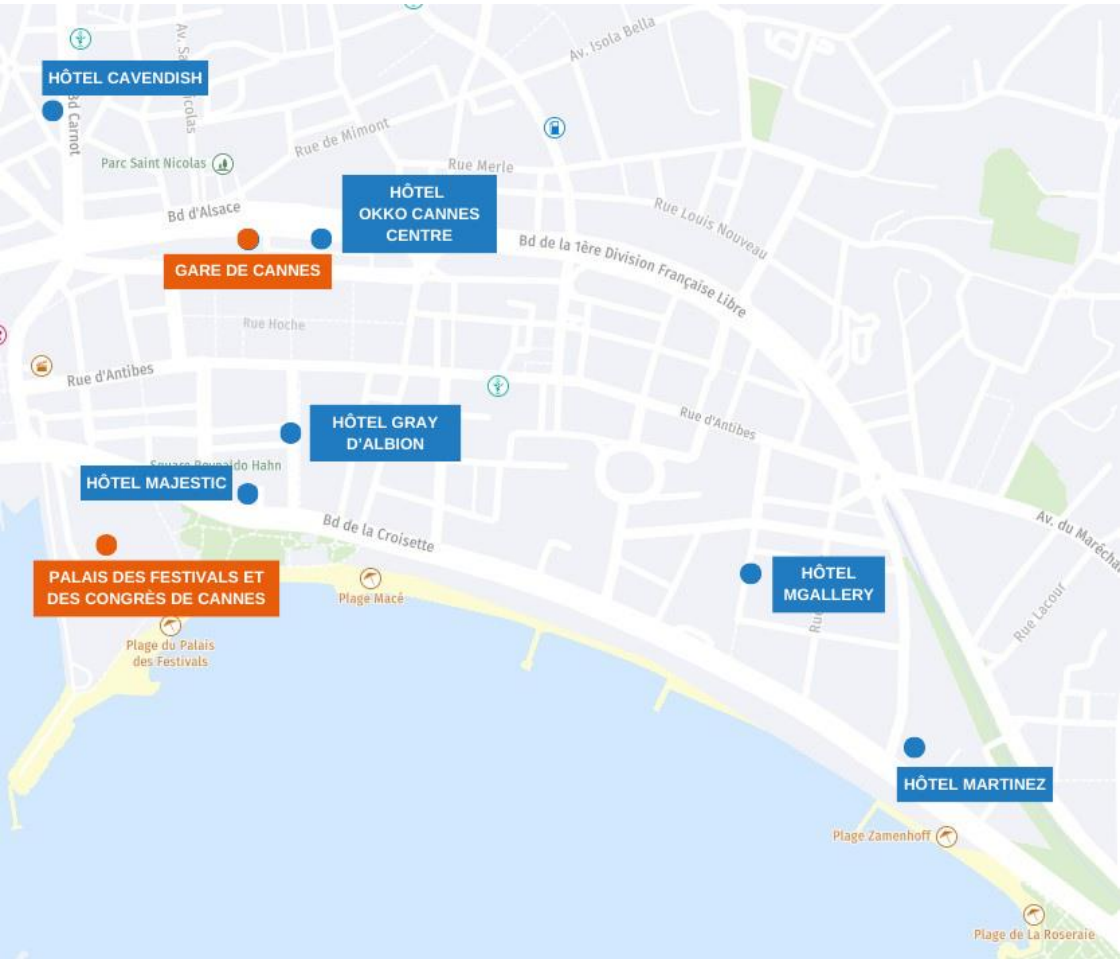 Av. Isola Bella
HÔTEL CAVENDISH
Bd Carnot
Rue de Mimont
Parc Saint Nicolas
Rue Merle
HÔTEL
OKKO CANNES
CENTRE
Bd d'Alsace
Rue Louis Nouveau
Bd de la 1ère Division Française Libre
GARE DE CANNES
Rue Hoche
Rue d'Antibes
HÔTEL GRAY
D'ALBION
Rue d'Antibes
do Hahn
HÔTEL MAJESTIC
Bd de la Croisette
Av. du Maréchal
PALAIS DES FESTIVALS ET
DES CONGRÈS DE CANNES
Plage Macé
HÔTEL
MGALLERY
Rue Lacour
Plage du Palais
des Festivals
HÔTEL MARTINEZ
Plage Zamenhoff
Plage de La Roseraie